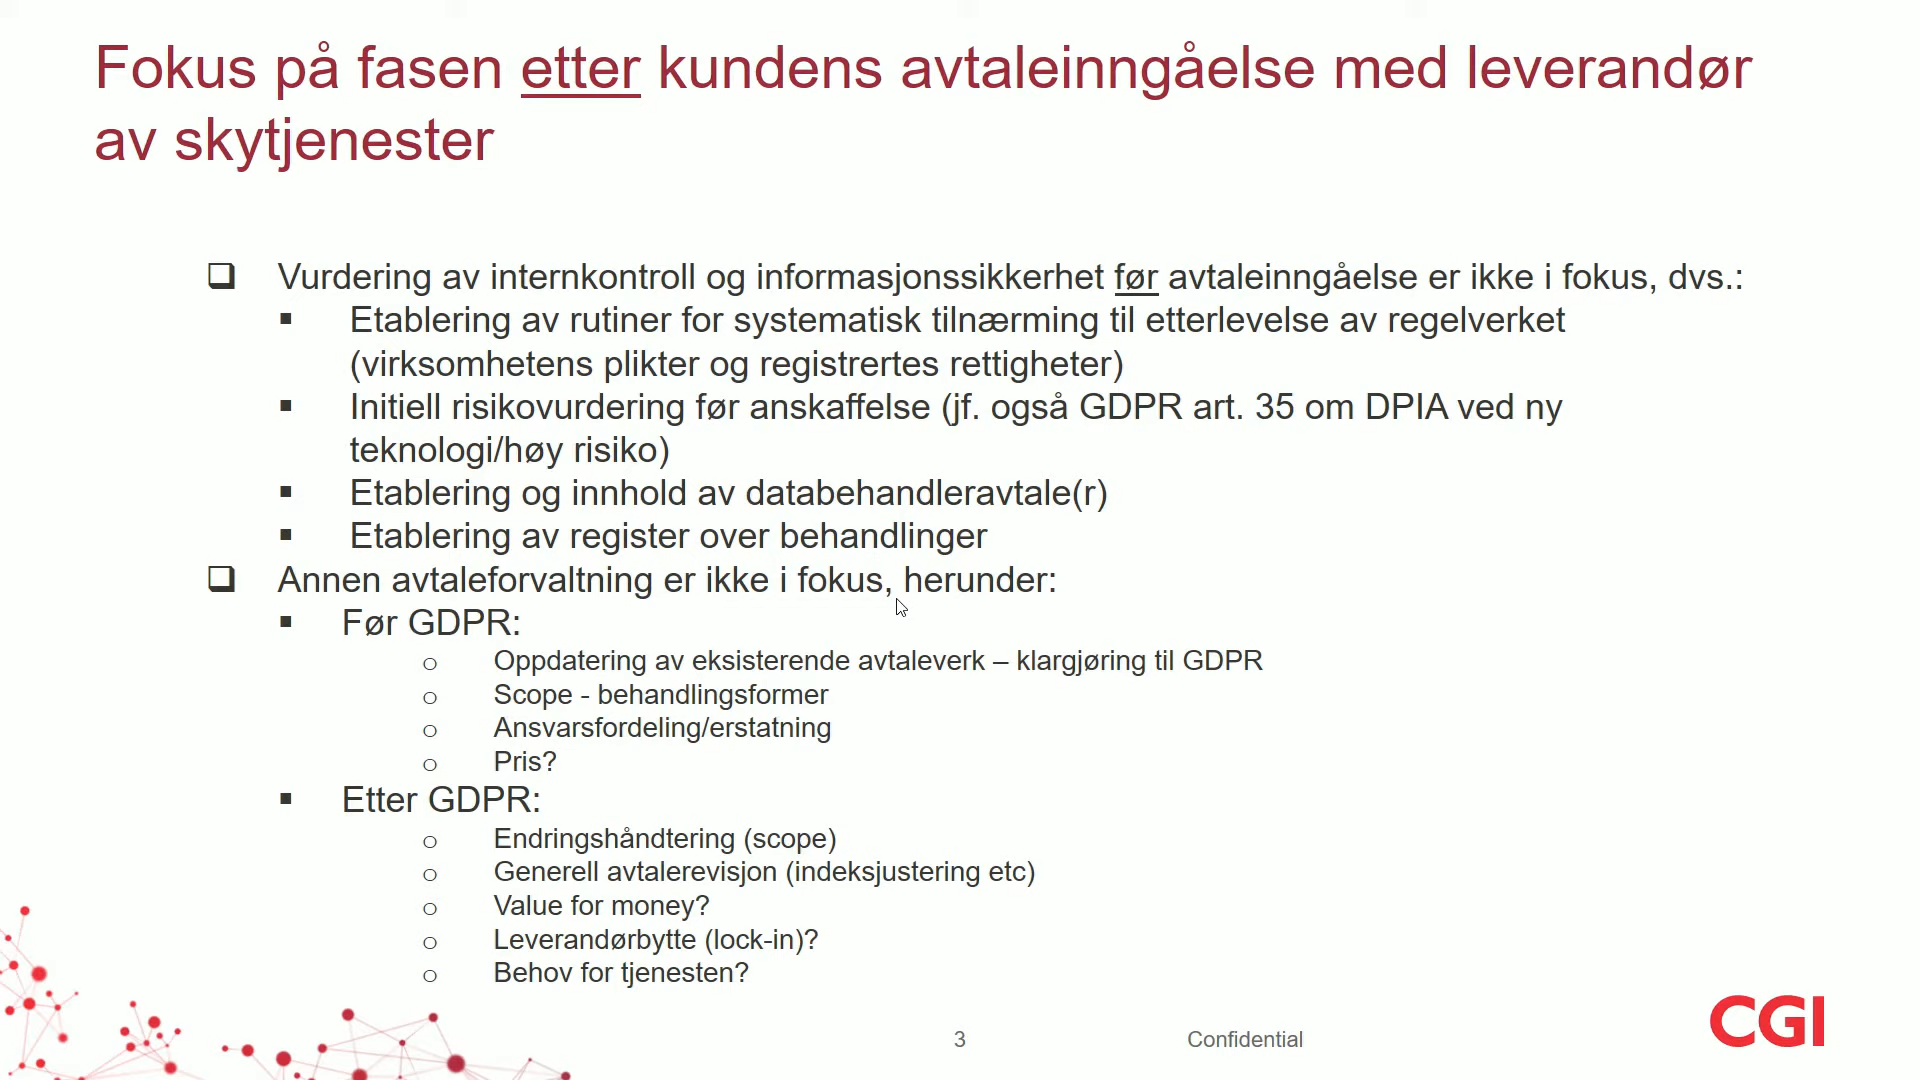 Fokus på fasen etter kundens avtaleinngåelse med leverandør
av skytjenester
Vurdering av internkontroll og informasjonssikkerhet før avtaleinngåelse er ikke i fokus, dvs.:
Etablering av rutiner for systematisk tilnærming til etterlevelse av regelverket
(virksomhetens plikter og registrertes rettigheter)
Initiell risikovurdering før anskaffelse (jf. også GDPR art. 35 om DPIA ved ny
teknologi/høy risiko)
Etablering og innhold av databehandleravtale(r)
Etablering av register over behandlinger
Annen avtaleforvaltning er ikke i fokus, herunder:
Før GDPR:
Oppdatering av eksisterende avtaleverk – klargjøring til GDPR
Scope - behandlingsformer
Ansvarsfordeling/erstatning
Pris?
Etter GDPR:
Endringshåndtering (scope)
Generell avtalerevisjon (indeksjustering etc)
Value for money?
Leverandørbytte (lock-in)?
Behov for tjenesten?
3
Confidential
CGI